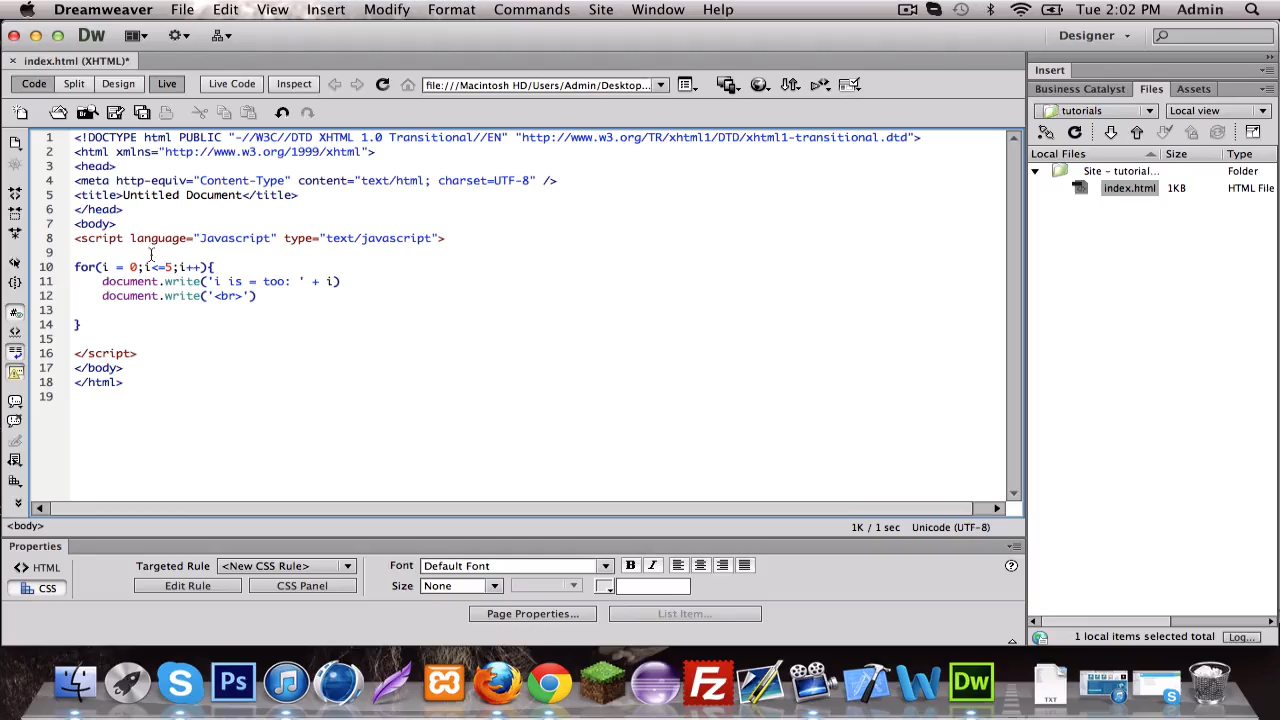 Dreamweaver File Edit View Insert Modify Format Commands Site Window Help Tue 2:02 PM Admin
Dw Designer
index.html (XHTML)*
Code Split Design Live Live Code Inspect file:///Macintosh HD/Users/Admin/Desktop...
1 <!DOCTYPE html PUBLIC "-//W3C//DTD XHTML 1.0 Transitional//EN" "http://www.w3.org/TR/xhtml1/DTD/xhtml1-transitional.dtd">
2 <html xmlns="http://www.w3.org/1999/xhtml">
3 <head>
4 <meta http-equiv="Content-Type" content="text/html; charset=UTF-8" />
5 <title>Untitled Document</title>
6 </head>
7 <body>
8 <script language="Javascript" type="text/javascript">
9
10 for(i = 0;i<=5;i++){
11 document.write('i is = too: ' + i)
12 document.write('<br>')
13
14 }
15
16 </script>
17 </body>
18 </html>
19
<body> 1K / 1 sec Unicode (UTF-8)
Insert
Business Catalyst Files Assets
tutorials Local view
Local Files Size Type
Site - tutorial... Folder
index.html 1KB HTML File
1 local items selected total Log...
Properties
<> HTML Targeted Rule <New CSS Rule> Font Default Font B I
CSS Edit Rule CSS Panel Size None
Page Properties... List Item...
Ps Fz W Dw TXT